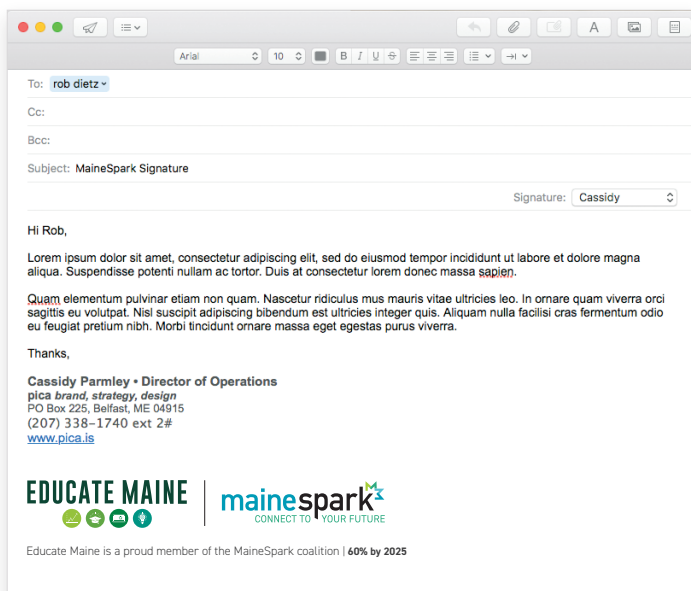 Arial 10 B I U S
To: rob dietz
Cc:
Bcc:
Subject: MaineSpark Signature
Signature: Cassidy
Hi Rob,
Lorem ipsum dolor sit amet, consectetur adipiscing elit, sed do eiusmod tempor incididunt ut labore et dolore magna
aliqua. Suspendisse potenti nullam ac tortor. Duis at consectetur lorem donec massa sapien.
Quam elementum pulvinar etiam non quam. Nascetur ridiculus mus mauris vitae ultricies leo. In ornare quam viverra orci
sagittis eu volutpat. Nisl suscipit adipiscing bibendum est ultricies integer quis. Aliquam nulla facilisi cras fermentum odio
eu feugiat pretium nibh. Morbi tincidunt ornare massa eget egestas purus viverra.
Thanks,
Cassidy Parmley • Director of Operations
pica brand, strategy, design
PO Box 225, Belfast, ME 04915
(207) 338-1740 ext 2#
www.pica.is
EDUCATE MAINE
mainespark
CONNECT TO YOUR FUTURE
Educate Maine is a proud member of the MaineSpark coalition | 60% by 2025